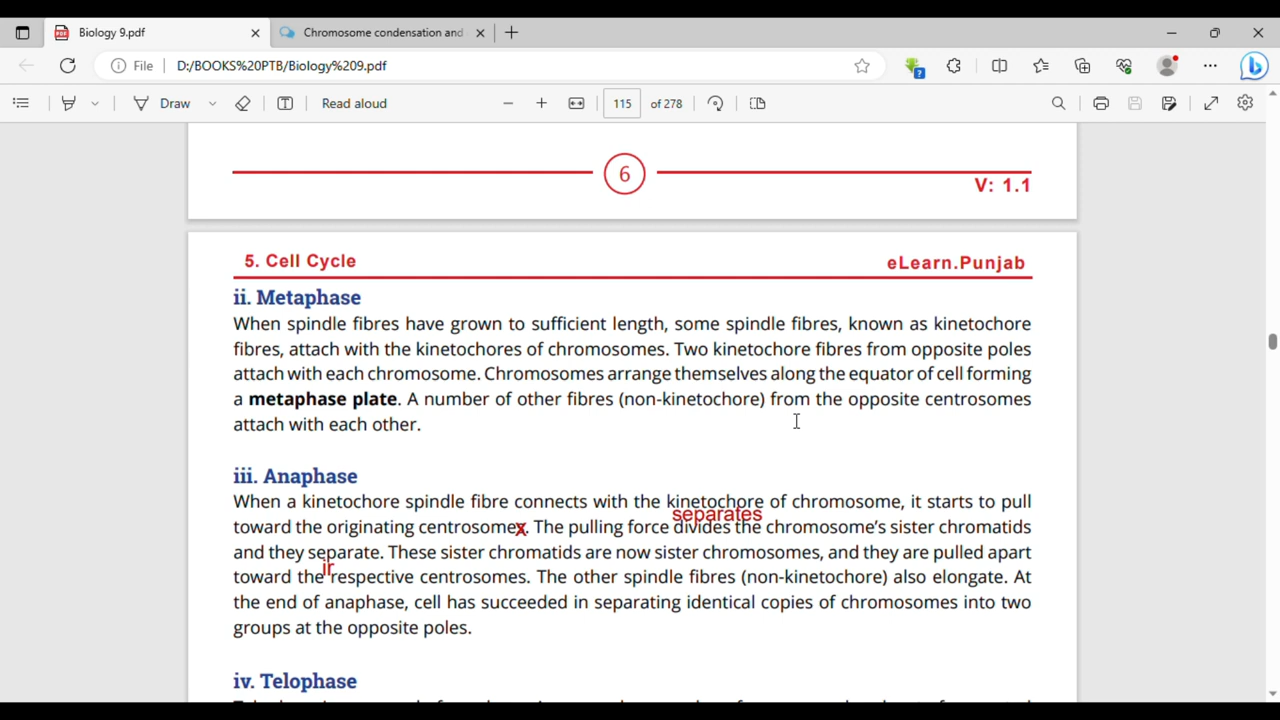 Biology 9.pdf
Chromosome condensation and
File D:/BOOKS%20PTB/Biology%209.pdf
Draw
Read aloud
115 of 278
6
V: 1.1
5. Cell Cycle eLearn.Punjab
ii. Metaphase
When spindle fibres have grown to sufficient length, some spindle fibres, known as kinetochore
fibres, attach with the kinetochores of chromosomes. Two kinetochore fibres from opposite poles
attach with each chromosome. Chromosomes arrange themselves along the equator of cell forming
a metaphase plate. A number of other fibres (non-kinetochore) from the opposite centrosomes
attach with each other.
iii. Anaphase
When a kinetochore spindle fibre connects with the kinetochore of chromosome, it starts to pull
separates
toward the originating centrosomes. The pulling force divides the chromosome's sister chromatids
x
and they separate. These sister chromatids are now sister chromosomes, and they are pulled apart
ir
toward the respective centrosomes. The other spindle fibres (non-kinetochore) also elongate. At
the end of anaphase, cell has succeeded in separating identical copies of chromosomes into two
groups at the opposite poles.
iv. Telophase